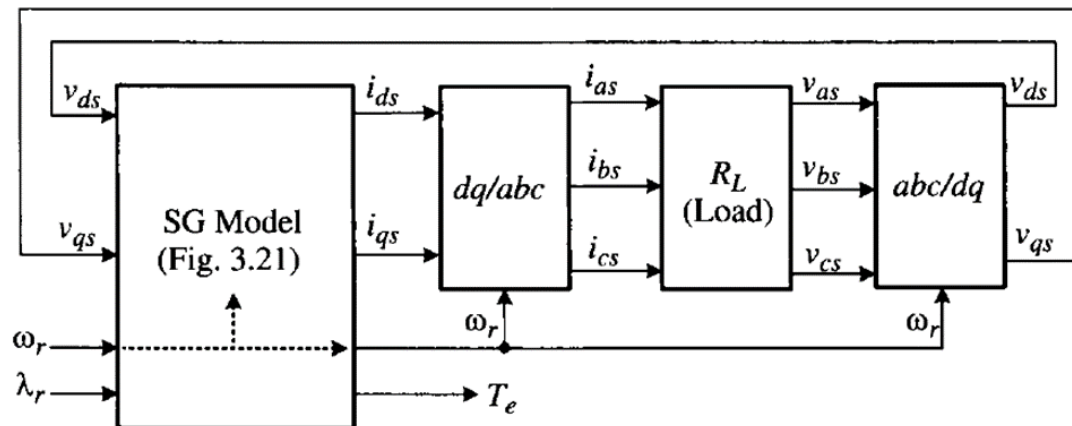 v_ds
i_ds
i_as
v_as
v_ds
SG Model
(Fig. 3.21)
dq/abc
i_bs
R_L
(Load)
v_bs
abc/dq
v_qs
i_qs
i_cs
v_cs
v_qs
ω_r
ω_r
ω_r
λ_r
T_e